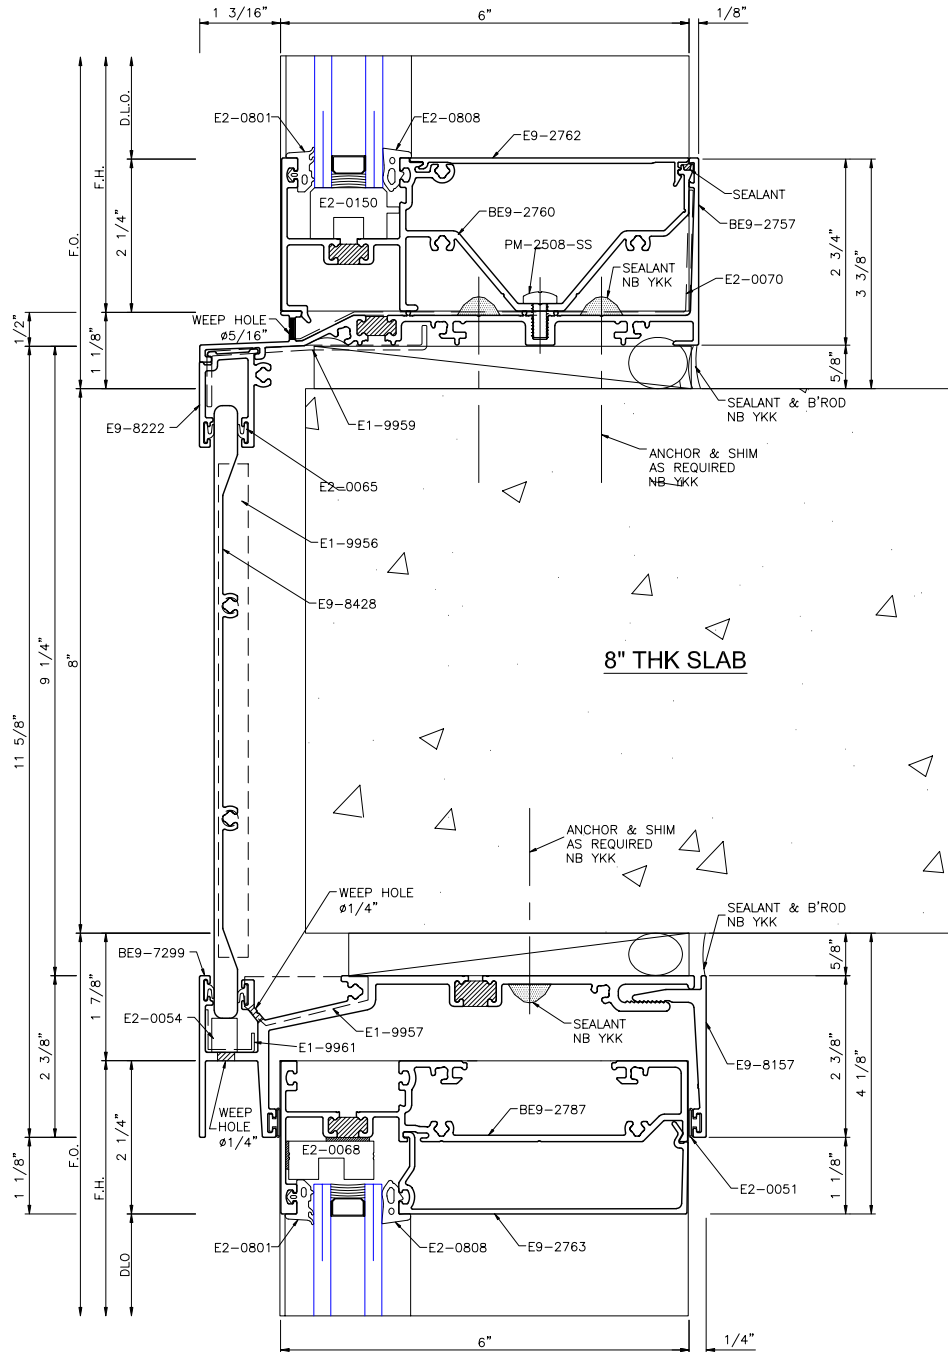 1 3/16"
6"
1/8"
D.L.O.
F.H.
F.O.
2 1/4"
1/2"
1 1/8"
E2-0801
E2-0808
E9-2762
E2-0150
SEALANT
BE9-2760
BE9-2757
PM-2508-SS
SEALANT
NB YKK
E2-0070
2 3/4"
3 3/8"
WEEP HOLE
ø5/16"
5/8"
E9-8222
E1-9959
SEALANT & B'ROD
NB YKK
ANCHOR & SHIM
AS REQUIRED
NB YKK
E2-0065
E1-9956
E9-8428
8" THK SLAB
9 1/4"
8"
11 5/8"
ANCHOR & SHIM
AS REQUIRED
NB YKK
WEEP HOLE
ø1/4"
SEALANT & B'ROD
NB YKK
BE9-7299
5/8"
1 7/8"
E2-0054
E1-9957
SEALANT
NB YKK
E1-9961
E9-8157
2 3/8"
2 3/8"
4 1/8"
WEEP
HOLE
ø1/4"
BE9-2787
2 1/4"
E2-0068
F.O.
1 1/8"
F.H.
E2-0051
1 1/8"
E2-0801
E2-0808
E9-2763
DLO
6"
1/4"